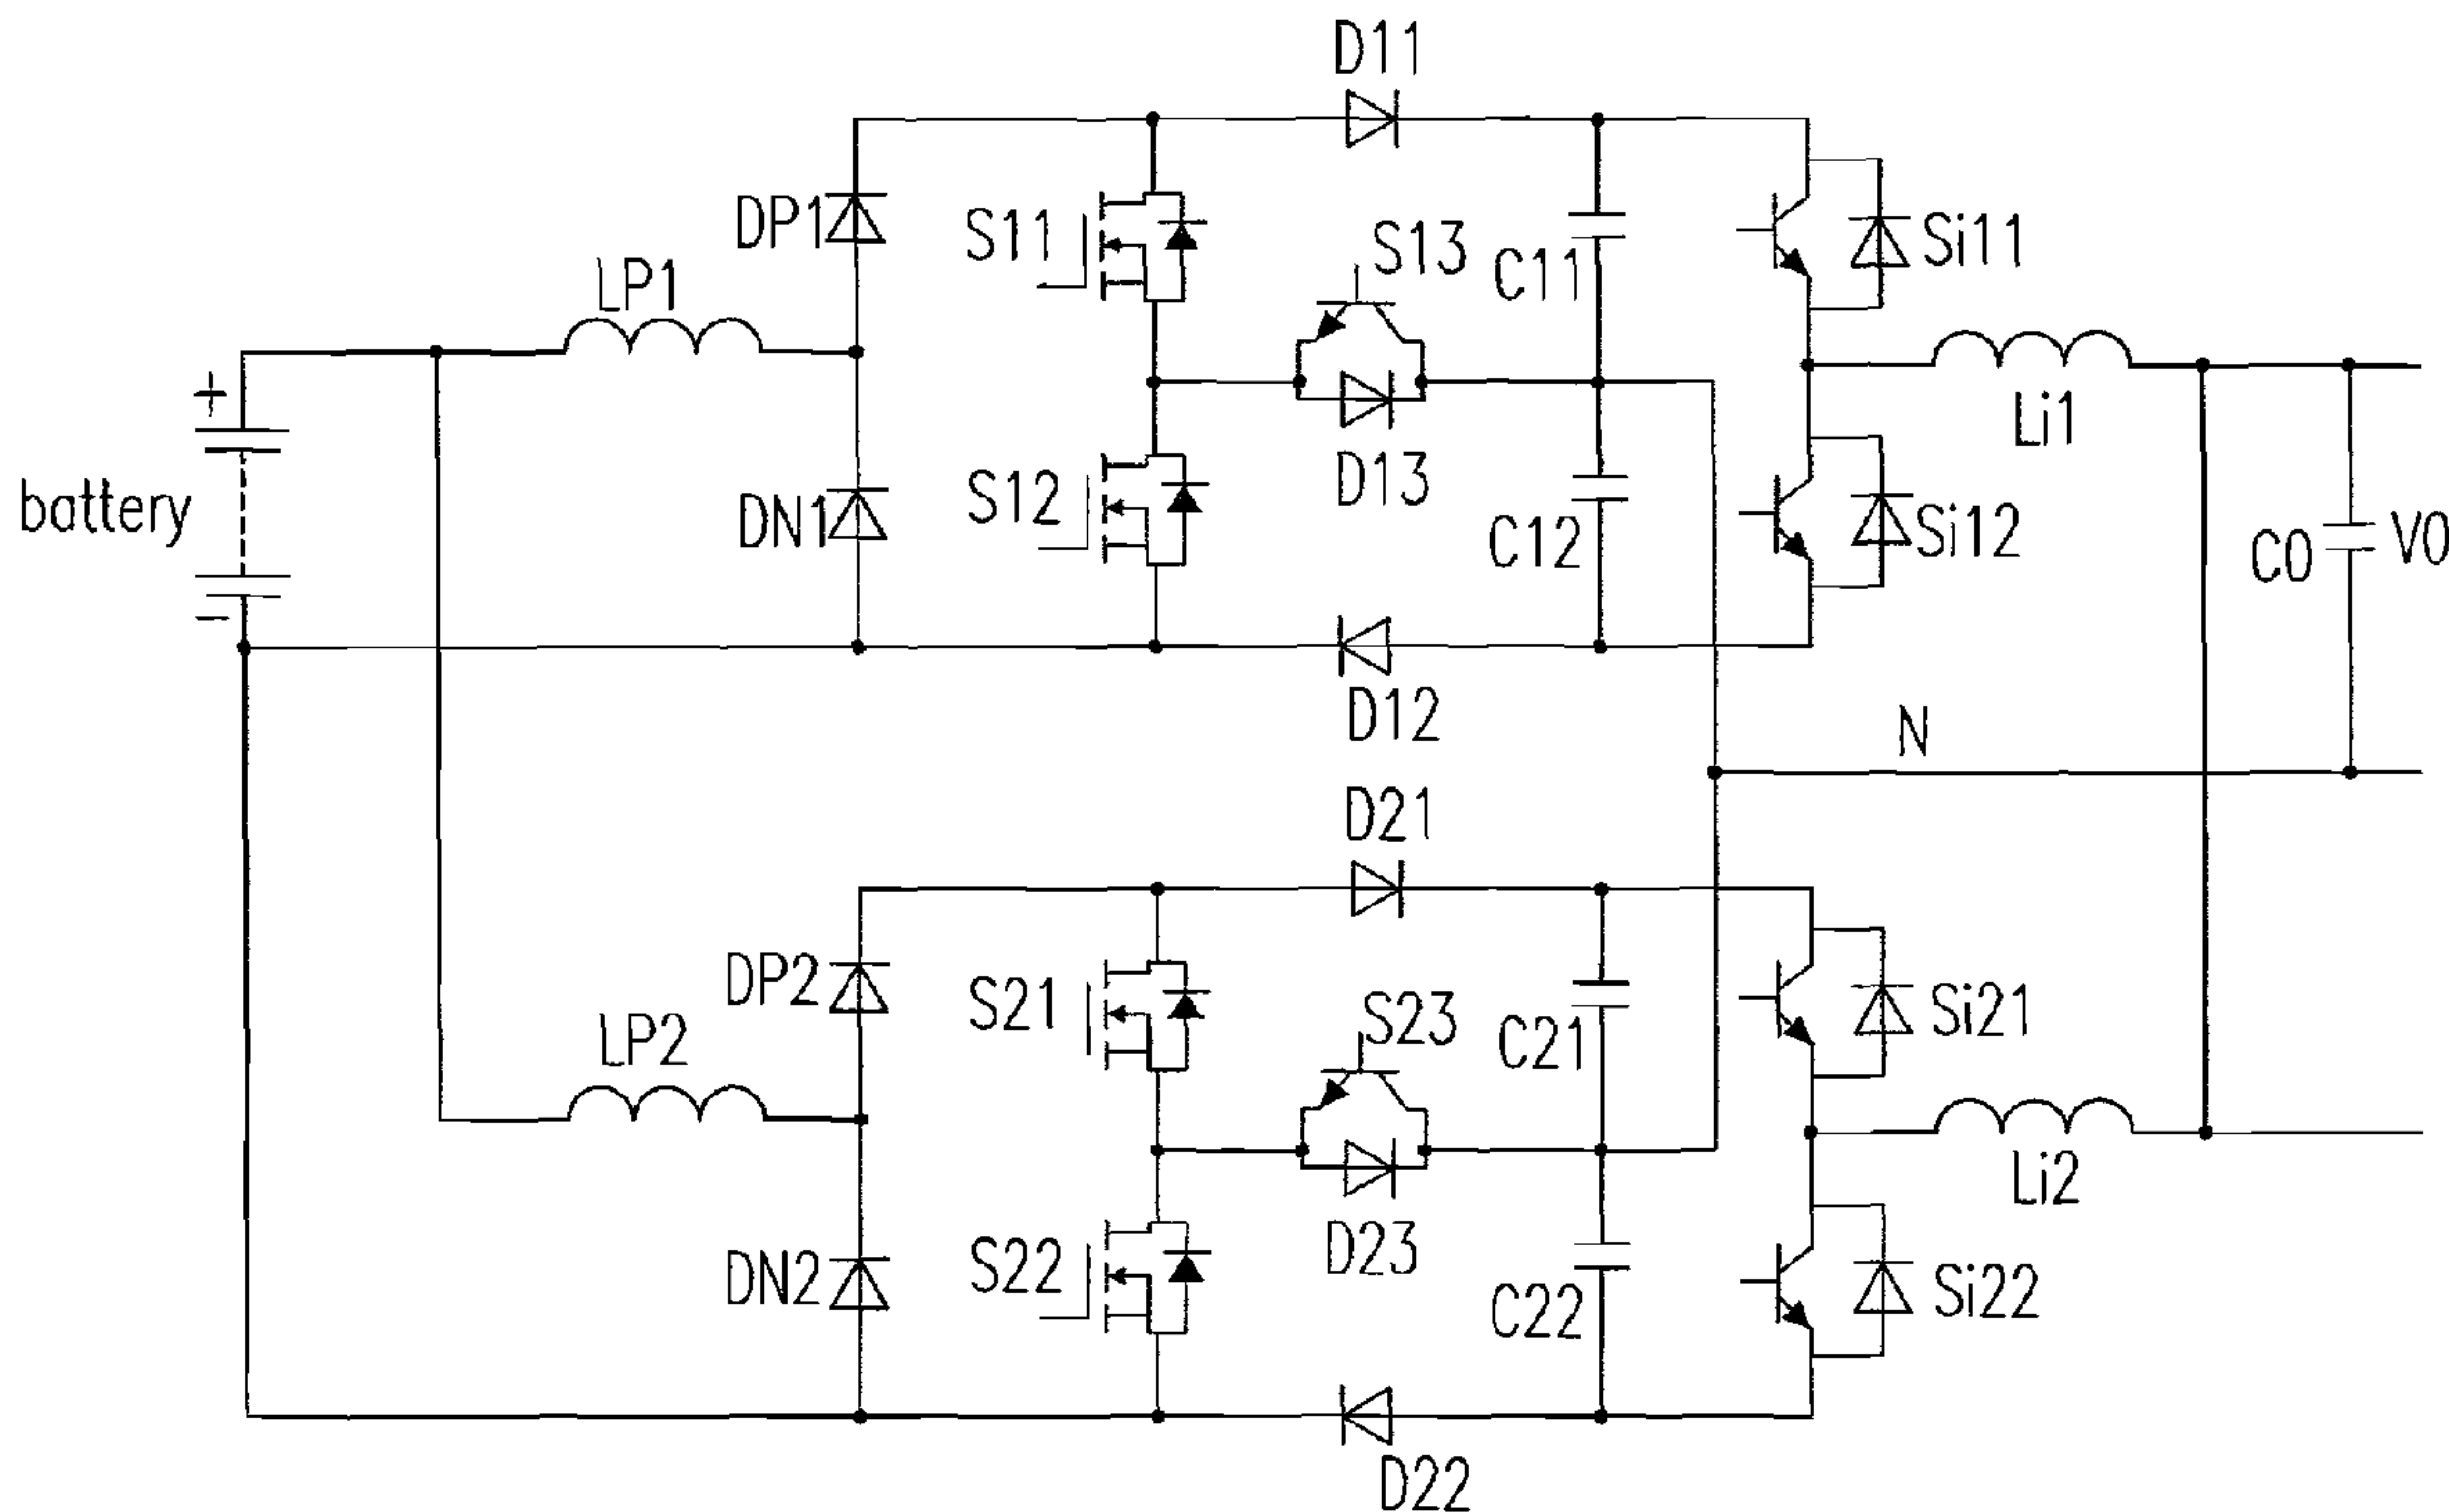 D11
DP1
S11
S13
C11
Si11
LP1
+
Li1
battery
DN1
S12
D13
C12
Si12
C0
V0
-
D12
N
D21
DP2
S21
S23
C21
Si21
LP2
Li2
DN2
S22
D23
C22
Si22
D22